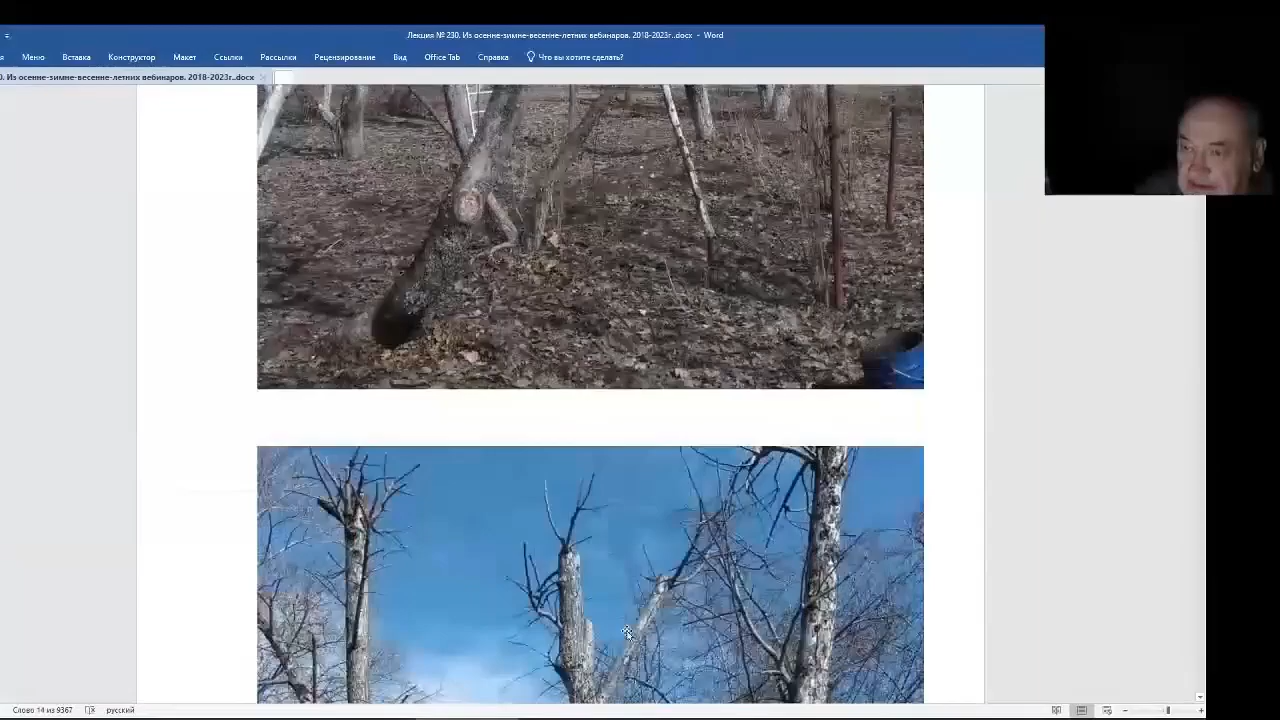 Лекция № 230. Из осенне-зимне-весенне-летних вебинаров. 2018-2023г..docx - Word
Меню Вставка Конструктор Макет Ссылки Рассылки Рецензирование Вид Office Tab Справка Что вы хотите сделать?
0. Из осенне-зимне-весенне-летних вебинаров. 2018-2023г..docx
Слово 14 из 9367 русский